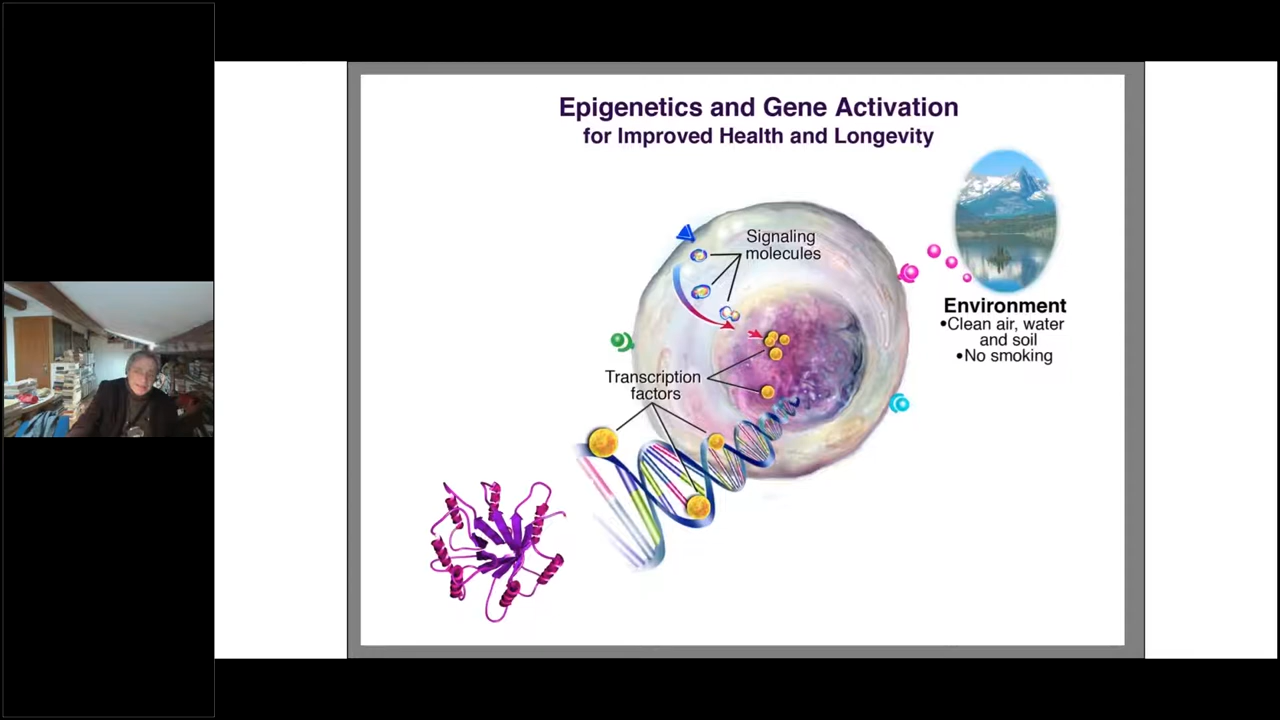 Epigenetics and Gene Activation
for Improved Health and Longevity
Signaling
molecules
Transcription
factors
Environment
•Clean air, water
and soil
•No smoking